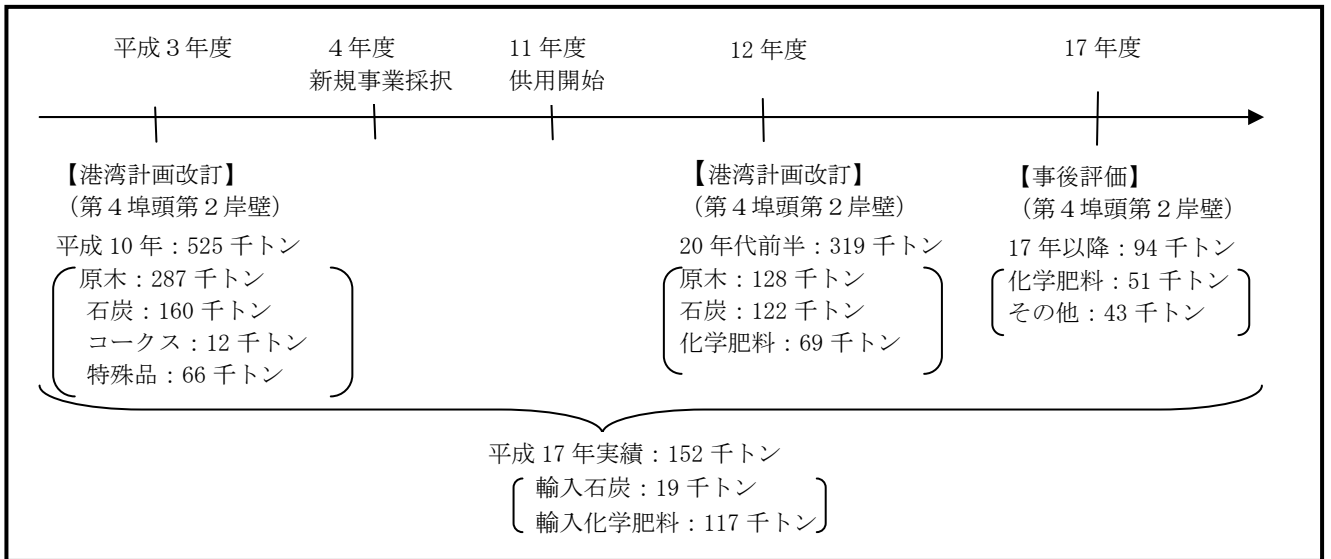 平成３年度
４年度
11 年度
12 年度
17 年度
新規事業採択
供用開始
【港湾計画改訂】
（第４埠頭第２岸壁）
平成 10 年：525 千トン
原木：287 千トン
石炭：160 千トン
コークス：12 千トン
特殊品：66 千トン
【港湾計画改訂】
（第４埠頭第２岸壁）
20 年代前半：319 千トン
原木：128 千トン
石炭：122 千トン
化学肥料：69 千トン
【事後評価】
（第４埠頭第２岸壁）
17 年以降：94 千トン
化学肥料：51 千トン
その他：43 千トン
平成 17 年実績：152 千トン
輸入石炭：19 千トン
輸入化学肥料：117 千トン